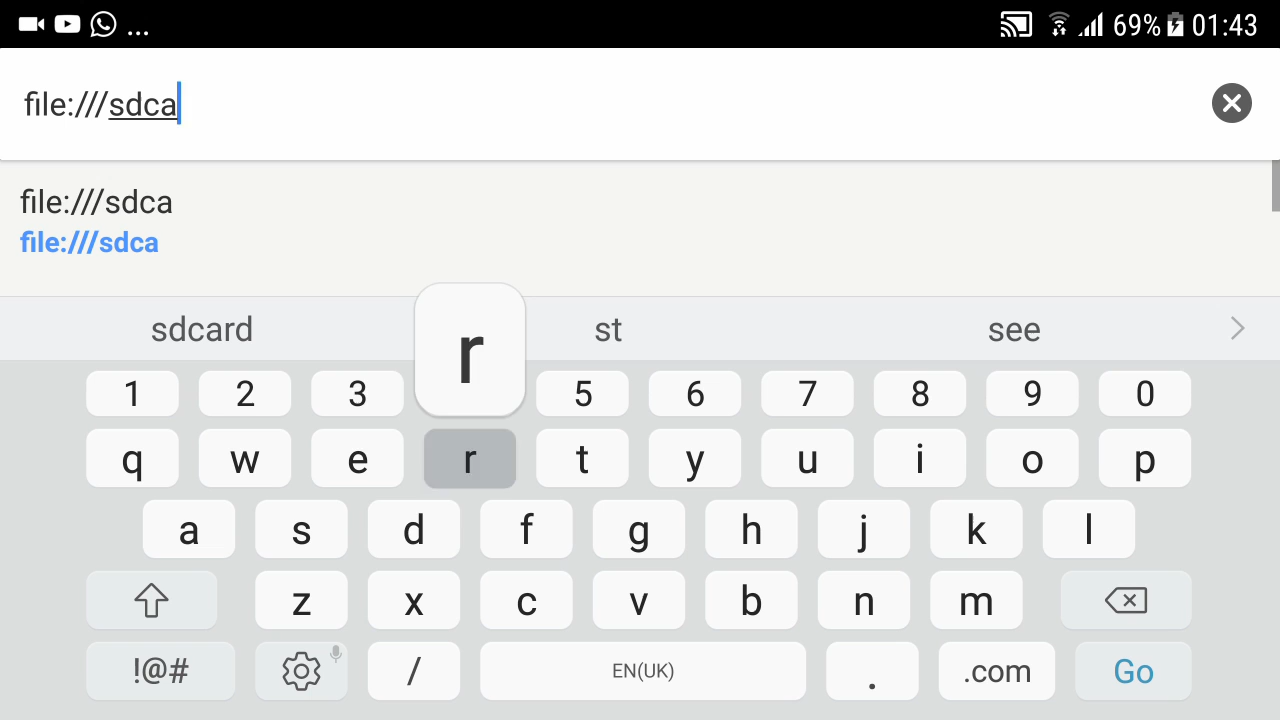 ... 69% 01:43
file:///sdca
file:///sdca
file:///sdca
sdcard st see
r
1 2 3 5 6 7 8 9 0
q w e r t y u i o p
a s d f g h j k l
z x c v b n m
!@# / EN(UK) . .com Go